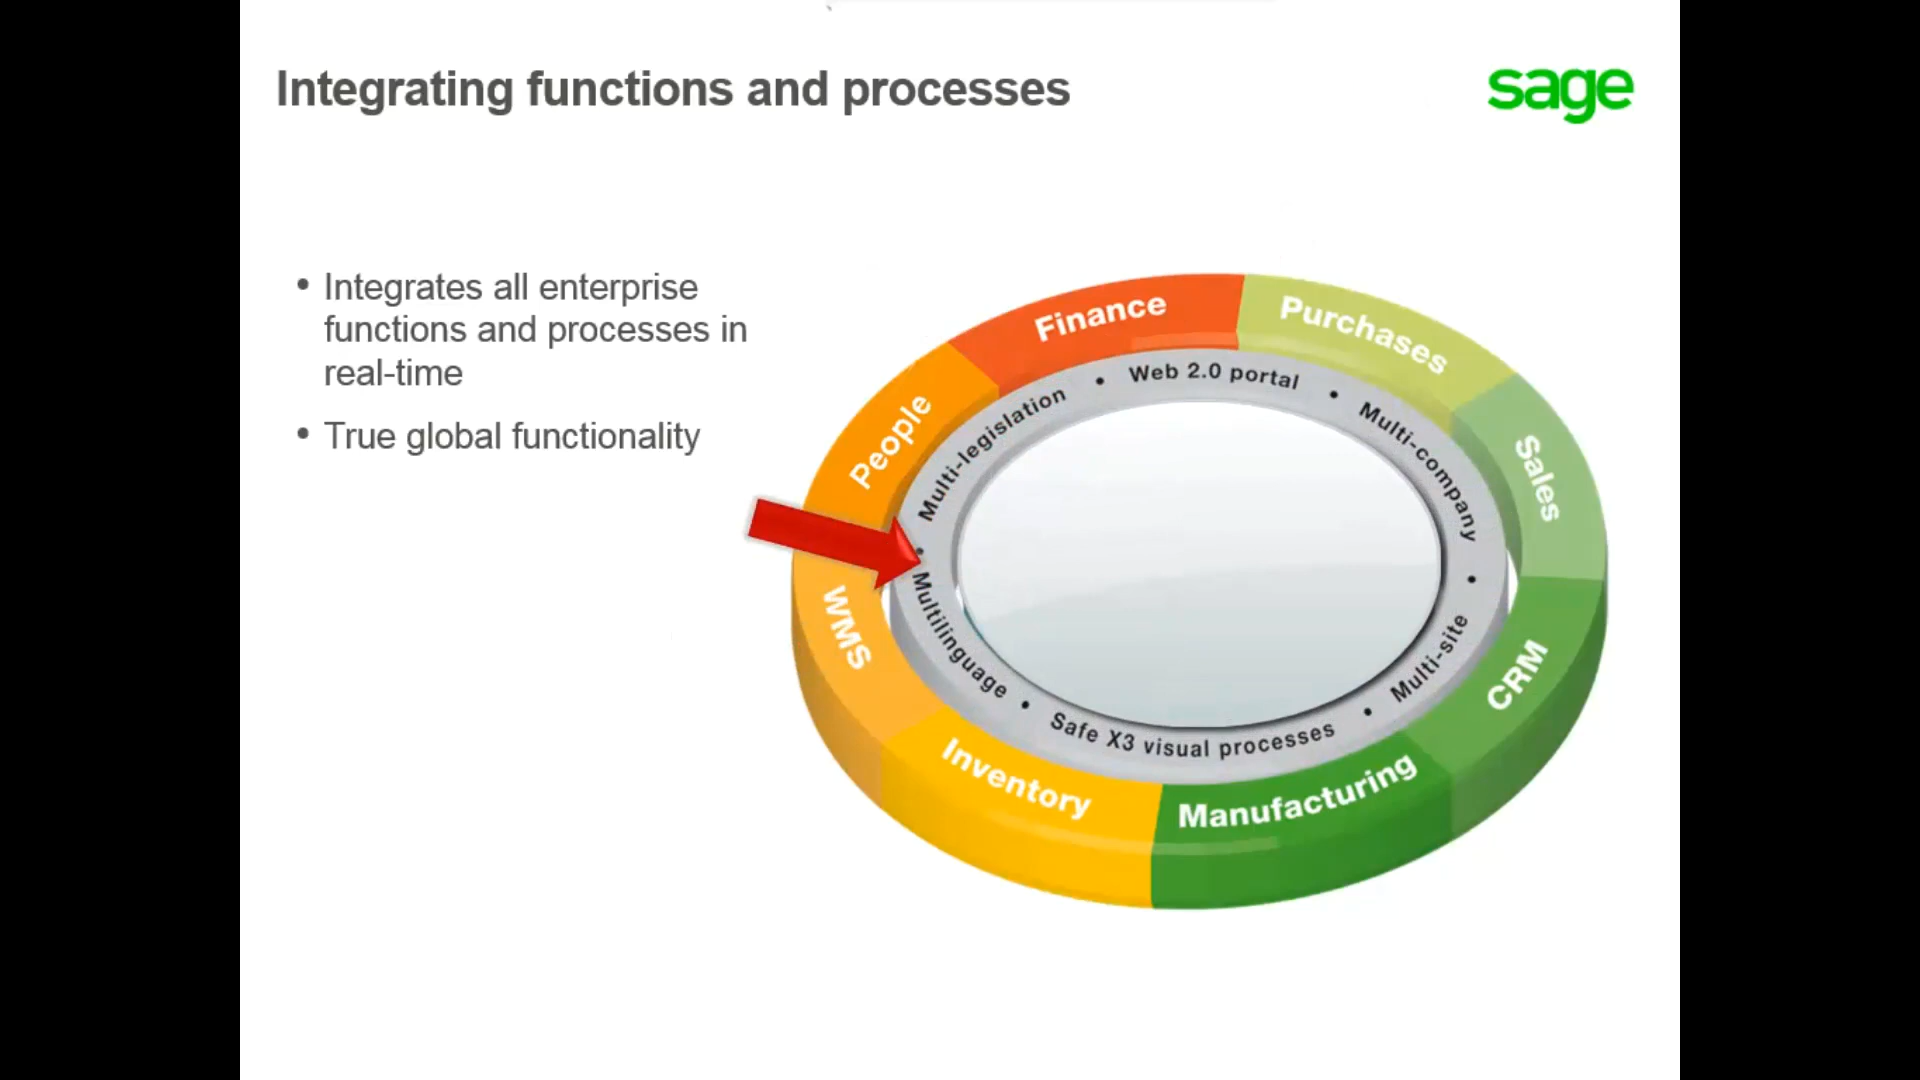 Integrating functions and processes
sage
• Integrates all enterprise
functions and processes in
real-time
• True global functionality
Finance
Purchases
Sales
CRM
Manufacturing
Inventory
WMS
People
Web 2.0 portal
•
Multi-company
•
Multi-site
•
Safe X3 visual processes
•
Multilinguage
•
Multi-legislation
•